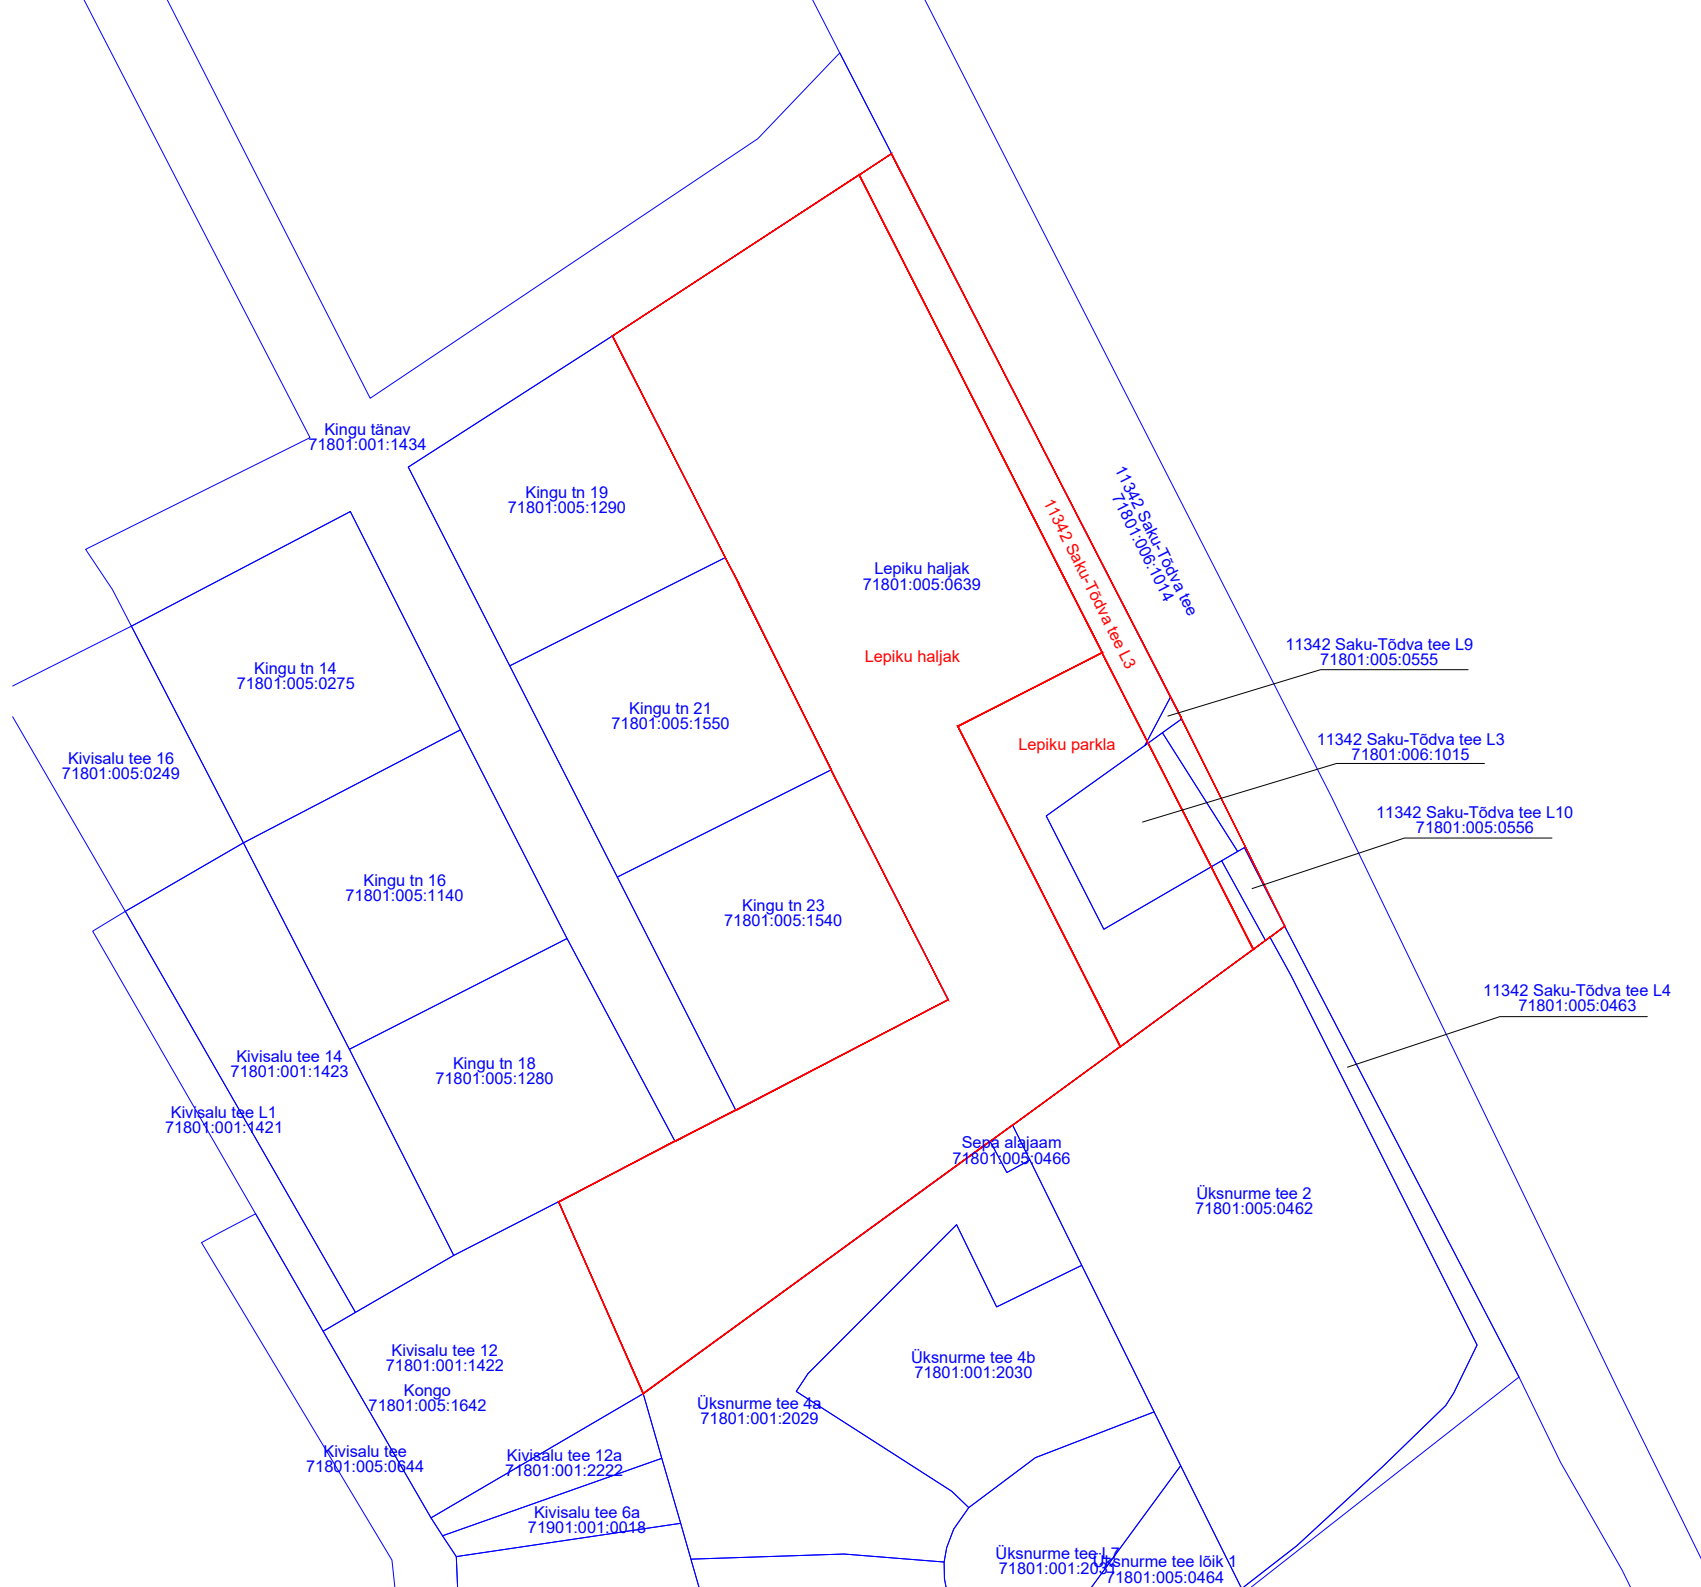 Kingu tänav
71801:001:1434
Kingu tn 19
71801:005:1290
11342 Saku-Tõdva tee
71801:006:1014
11342 Saku-Tõdva tee L3
Lepiku haljak
71801:005:0639
Lepiku haljak
11342 Saku-Tõdva tee L9
71801:005:0555
Kingu tn 14
71801:005:0275
Kingu tn 21
71801:005:1550
Lepiku parkla
11342 Saku-Tõdva tee L3
71801:006:1015
Kivisalu tee 16
71801:005:0249
11342 Saku-Tõdva tee L10
71801:005:0556
Kingu tn 16
71801:005:1140
Kingu tn 23
71801:005:1540
11342 Saku-Tõdva tee L4
71801:005:0463
Kivisalu tee 14
71801:001:1423
Kingu tn 18
71801:005:1280
Kivisalu tee L1
71801:001:1421
Sepa alajaam
71801:005:0466
Üksnurme tee 2
71801:005:0462
Kivisalu tee 12
71801:001:1422
Kongo
71801:005:1642
Üksnurme tee 4b
71801:001:2030
Üksnurme tee 4a
71801:001:2029
Kivisalu tee
71801:005:0644
Kivisalu tee 12a
71801:001:2222
Kivisalu tee 6a
71901:001:0018
Üksnurme tee L7
71801:001:2031
Üksnurme tee lõik 1
71801:005:0464